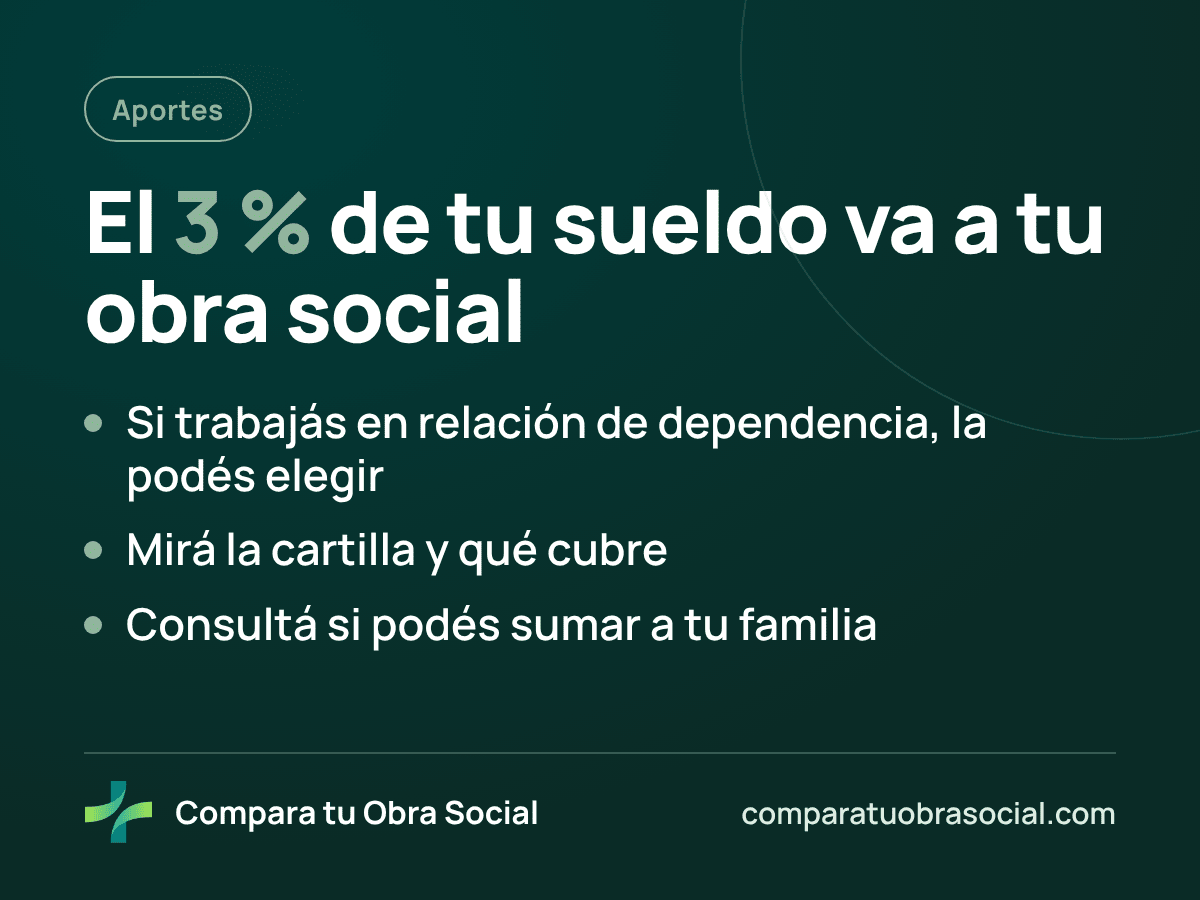 Aportes
El 3 % de tu sueldo va a tu
obra social
Si trabajás en relación de dependencia, la
podés elegir
Mirá la cartilla y qué cubre
Consultá si podés sumar a tu familia
Compara tu Obra Social
comparatuobrasocial.com